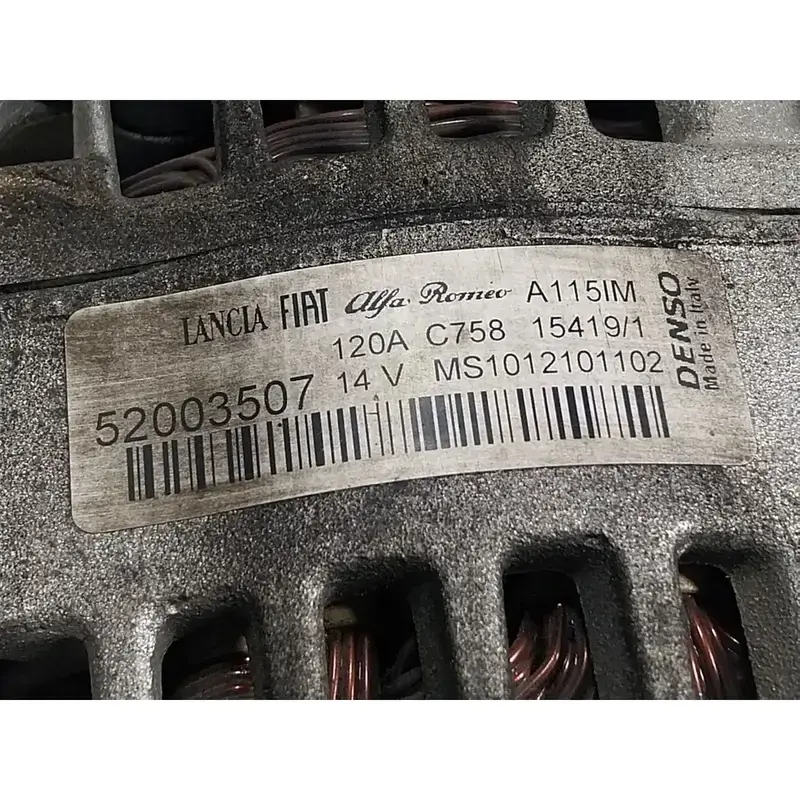 LANCIA FIAT Alfa Romeo A115IM
120A C758 15419/1
52003507 14 V MS1012101102
DENSO
Made in Italy